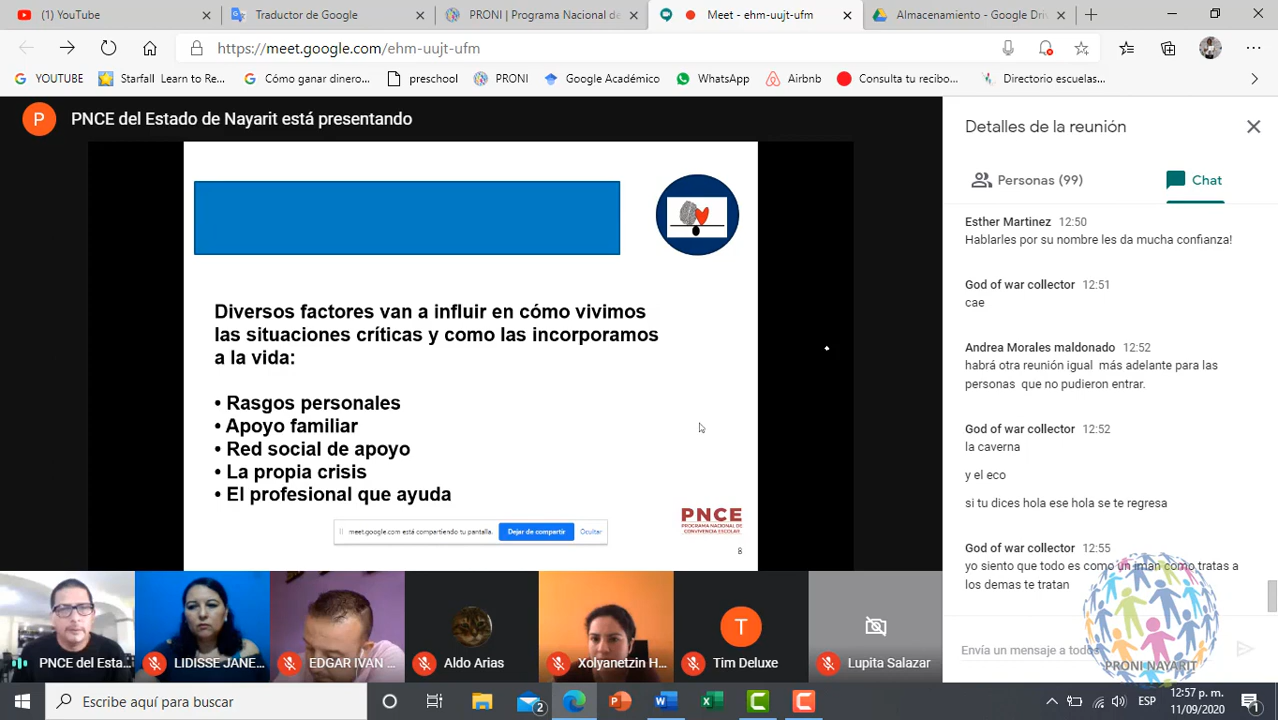 (1) YouTube
Traductor de Google
PRONI | Programa Nacional de
Meet - ehm-uujt-ufm
Almacenamiento - Google Dri
https://meet.google.com/ehm-uujt-ufm
YOUTUBE
Starfall Learn to Re...
Cómo ganar dinero...
preschool
PRONI
Google Académico
WhatsApp
Airbnb
Consulta tu recibo...
Directorio escuelas...
P
PNCE del Estado de Nayarit está presentando
Diversos factores van a influir en cómo vivimos
las situaciones críticas y como las incorporamos
a la vida:
• Rasgos personales
• Apoyo familiar
• Red social de apoyo
• La propia crisis
• El profesional que ayuda
meet.google.com está compartiendo tu pantalla.
Dejar de compartir
Ocultar
PNCE
PROGRAMA NACIONAL DE
CONVIVENCIA ESCOLAR
8
Detalles de la reunión
Personas (99)
Chat
Esther Martinez 12:50
Hablarles por su nombre les da mucha confianza!
God of war collector 12:51
cae
Andrea Morales maldonado 12:52
habrá otra reunión igual más adelante para las
personas que no pudieron entrar.
God of war collector 12:52
la caverna
y el eco
si tu dices hola ese hola se te regresa
God of war collector 12:55
yo siento que todo es como un iman como tratas a
los demas te tratan
Envía un mensaje a todos
PRONI NAYARIT
PNCE del Esta...
LIDISSE JANE...
EDGAR IVAN ...
Aldo Arias
Xolyanetzin H...
T
Tim Deluxe
Lupita Salazar
Escribe aquí para buscar
2
ESP
12:57 p. m.
11/09/2020
1